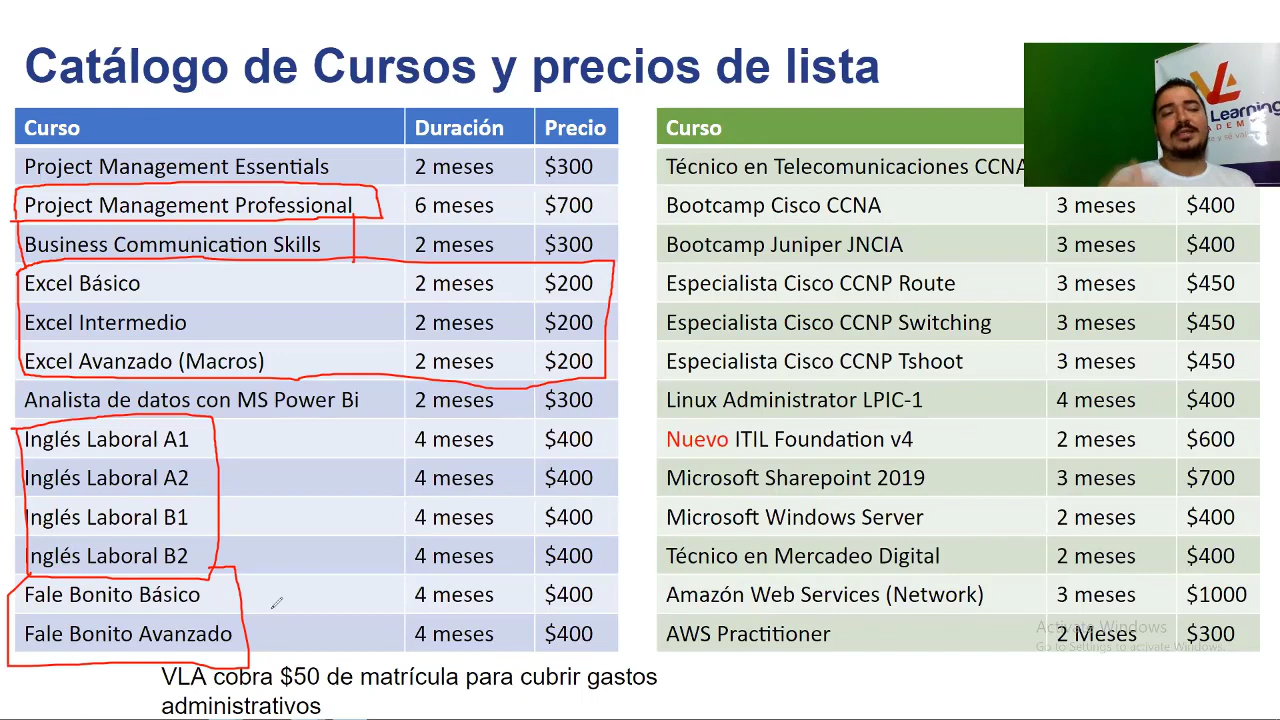 Catálogo de Cursos y precios de lista
Curso Duración Precio
Project Management Essentials 2 meses $300
Project Management Professional 6 meses $700
Business Communication Skills 2 meses $300
Excel Básico 2 meses $200
Excel Intermedio 2 meses $200
Excel Avanzado (Macros) 2 meses $200
Analista de datos con MS Power Bi 2 meses $300
Inglés Laboral A1 4 meses $400
Inglés Laboral A2 4 meses $400
Inglés Laboral B1 4 meses $400
Inglés Laboral B2 4 meses $400
Fale Bonito Básico 4 meses $400
Fale Bonito Avanzado 4 meses $400
Curso
Técnico en Telecomunicaciones CCNA
Bootcamp Cisco CCNA 3 meses $400
Bootcamp Juniper JNCIA 3 meses $400
Especialista Cisco CCNP Route 3 meses $450
Especialista Cisco CCNP Switching 3 meses $450
Especialista Cisco CCNP Tshoot 3 meses $450
Linux Administrator LPIC-1 4 meses $400
Nuevo ITIL Foundation v4 2 meses $600
Microsoft Sharepoint 2019 3 meses $700
Microsoft Windows Server 2 meses $400
Técnico en Mercadeo Digital 2 meses $400
Amazón Web Services (Network) 3 meses $1000
AWS Practitioner 2 Meses $300
VLA cobra $50 de matrícula para cubrir gastos
administrativos
Learning
Activate Windows
Go to Settings to activate Windows.